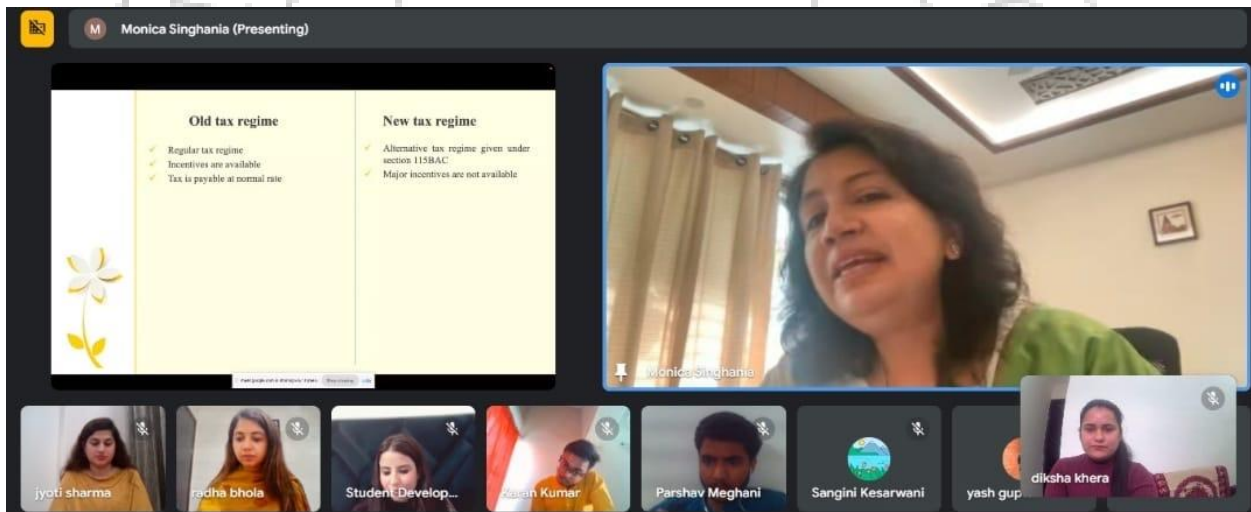 M Monica Singhania (Presenting)
Old tax regime
✓ Regular tax regime
✓ Incentives are available
✓ Tax is payable at normal rate
New tax regime
✓ Alternative tax regime given under
section 115BAC
✓ Major incentives are not available
Monica Singhania
jyoti sharma
radha bhola
Student Develop...
Karan Kumar
Parshav Meghani
Sangini Kesarwani
yash gup
diksha khera